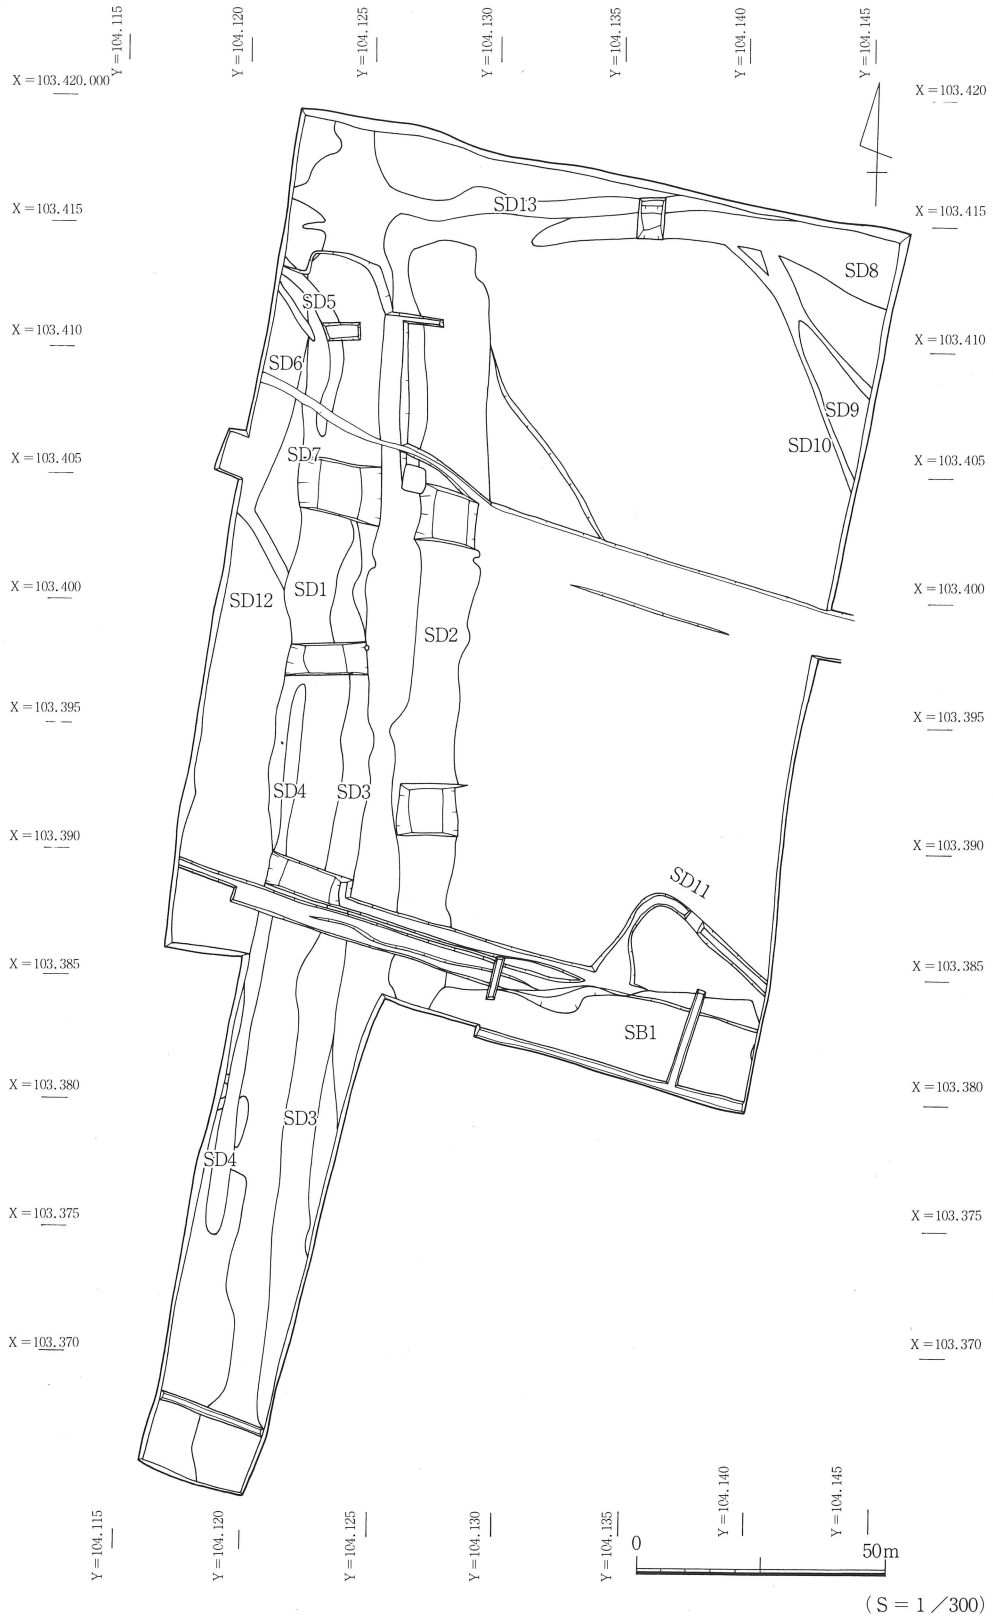 Y＝104.115
Y＝104.120
Y＝104.125
Y＝104.130
Y＝104.135
Y＝104.140
Y＝104.145
X＝103.420.000
X＝103.420
X＝103.415
SD13
X＝103.415
SD8
SD5
X＝103.410
X＝103.410
SD6
SD9
SD10
SD7
X＝103.405
X＝103.405
X＝103.400
SD12
SD1
X＝103.400
SD2
X＝103.395
X＝103.395
SD4
SD3
X＝103.390
X＝103.390
SD11
X＝103.385
X＝103.385
SB1
X＝103.380
X＝103.380
SD3
SD4
X＝103.375
X＝103.375
X＝103.370
X＝103.370
Y＝104.115
Y＝104.120
Y＝104.125
Y＝104.130
Y＝104.135
Y＝104.140
Y＝104.145
0 50m
（S＝1／300）